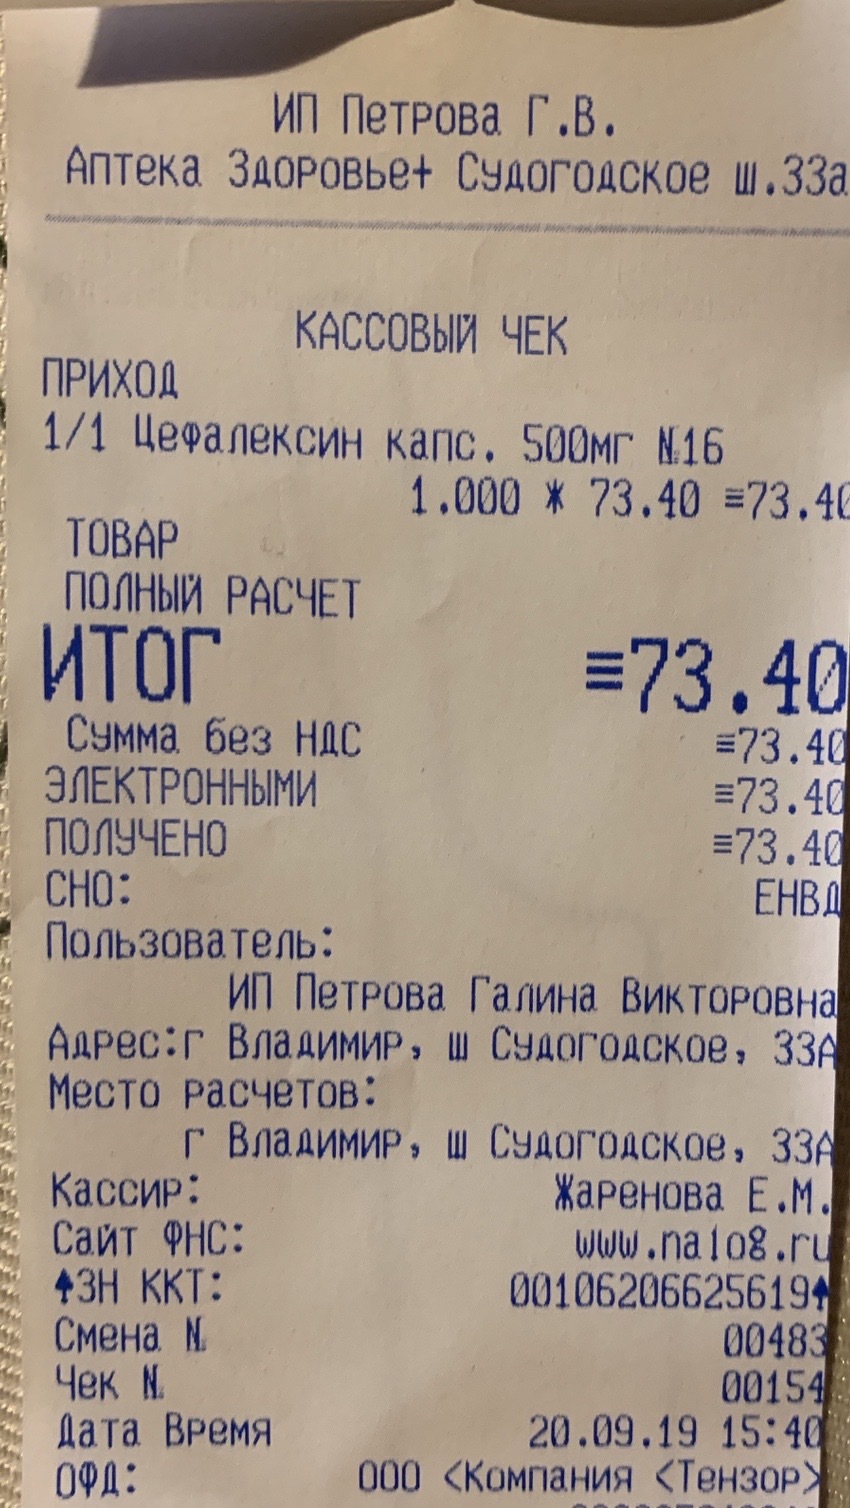 ИП Петрова Г.В.
Аптека Здоровье+ Судогодское ш.33а
КАССОВЫЙ ЧЕК
ПРИХОД
1/1 Цефалексин капс. 500мг №16
1.000 * 73.40 ≡73.40
ТОВАР
ПОЛНЫЙ РАСЧЕТ
ИТОГ ≡73.40
Сумма без НДС ≡73.40
ЭЛЕКТРОННЫМИ ≡73.40
ПОЛУЧЕНО ≡73.40
СНО: ЕНВД
Пользователь:
ИП Петрова Галина Викторовна
Адрес:г Владимир, ш Судогодское, 33А
Место расчетов:
г Владимир, ш Судогодское, 33А
Кассир: Жаренова Е.М.
Сайт ФНС: www.nalog.ru
↑ЗН ККТ: 00106206625619↑
Смена № 00483
Чек № 00154
Дата Время 20.09.19 15:40
ОФД: ООО <Компания <Тензор>